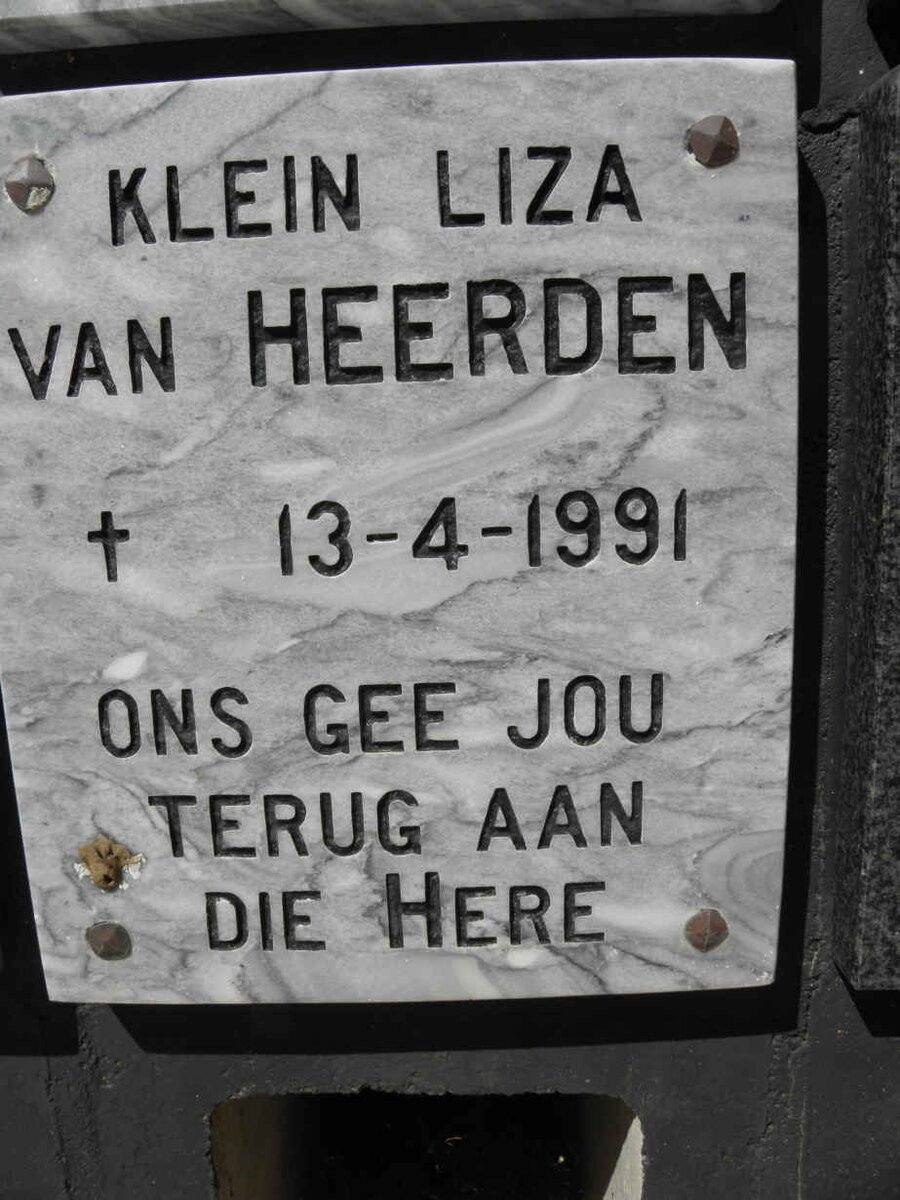 KLEIN LIZA
VAN HEERDEN
† 13-4-1991
ONS GEE JOU
TERUG AAN
DIE HERE